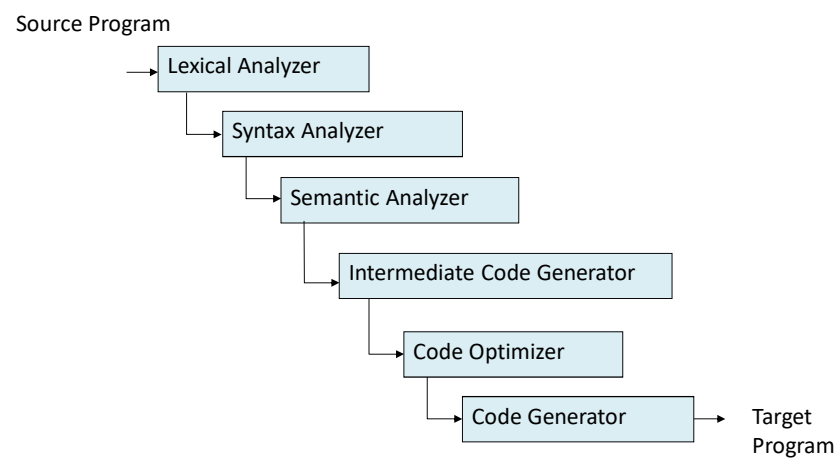 Source Program
Lexical Analyzer
Syntax Analyzer
Semantic Analyzer
Intermediate Code Generator
Code Optimizer
Code Generator
Target
Program